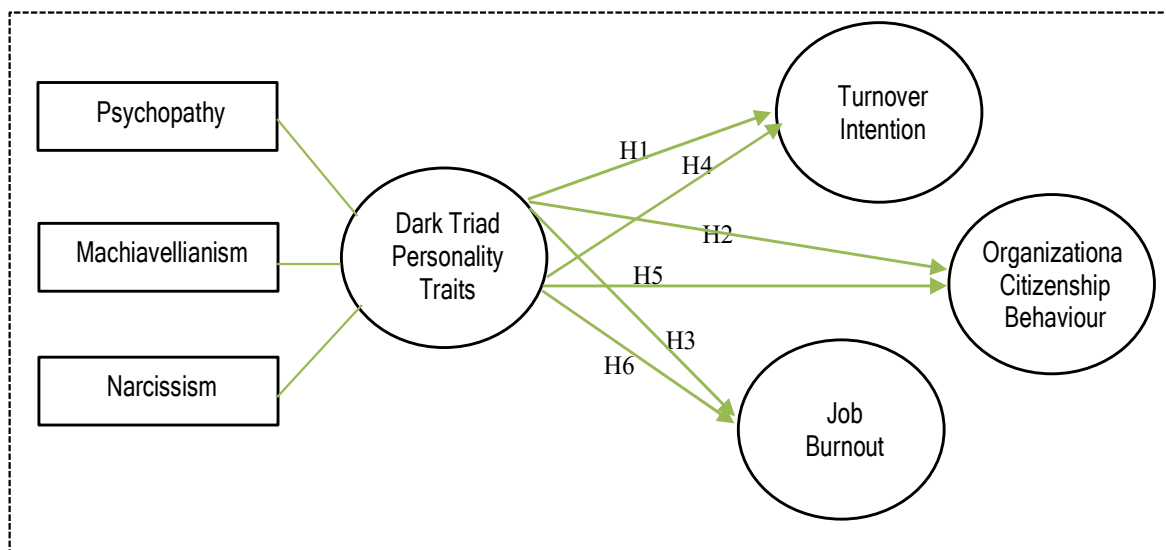 Psychopathy
Machiavellianism
Narcissism
Dark Triad
Personality
Traits
H1
H4
H2
H5
H3
H6
Turnover
Intention
Organizationa
Citizenship
Behaviour
Job
Burnout